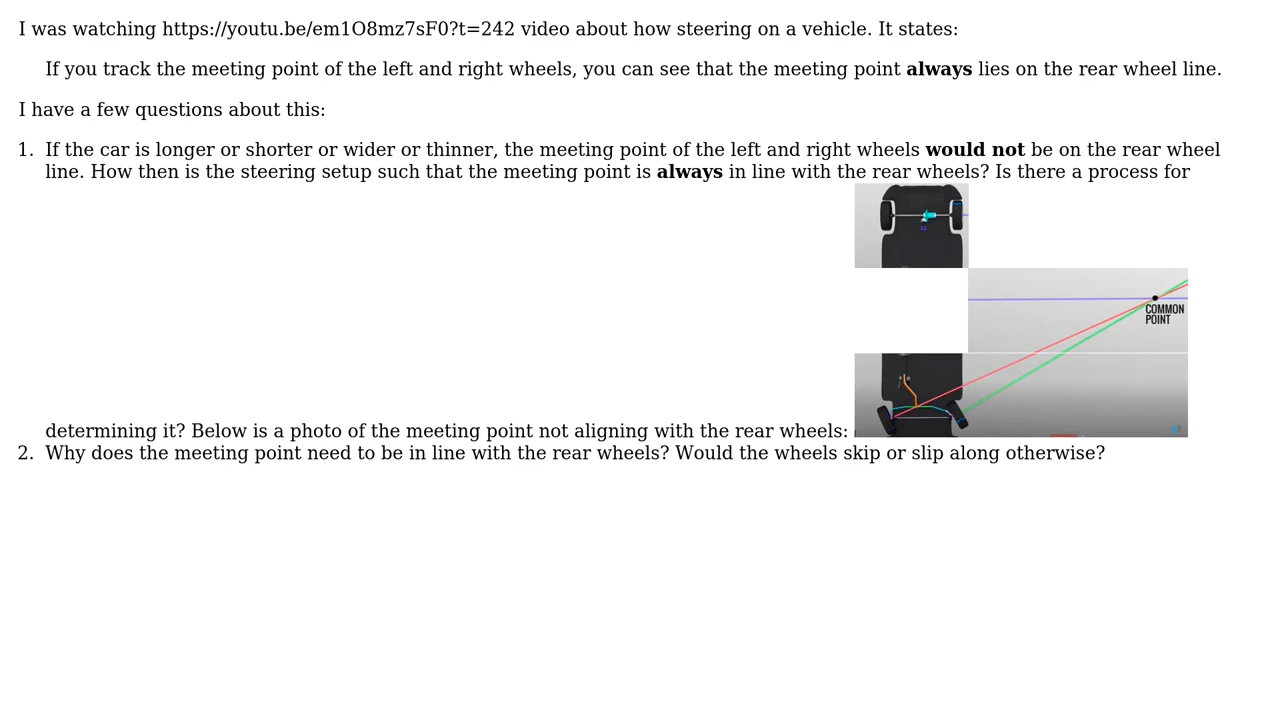 I was watching https://youtu.be/em1O8mz7sF0?t=242 video about how steering on a vehicle. It states:
If you track the meeting point of the left and right wheels, you can see that the meeting point always lies on the rear wheel line.
I have a few questions about this:
1. If the car is longer or shorter or wider or thinner, the meeting point of the left and right wheels would not be on the rear wheel
line. How then is the steering setup such that the meeting point is always in line with the rear wheels? Is there a process for
COMMON
POINT
determining it? Below is a photo of the meeting point not aligning with the rear wheels:
2. Why does the meeting point need to be in line with the rear wheels? Would the wheels skip or slip along otherwise?